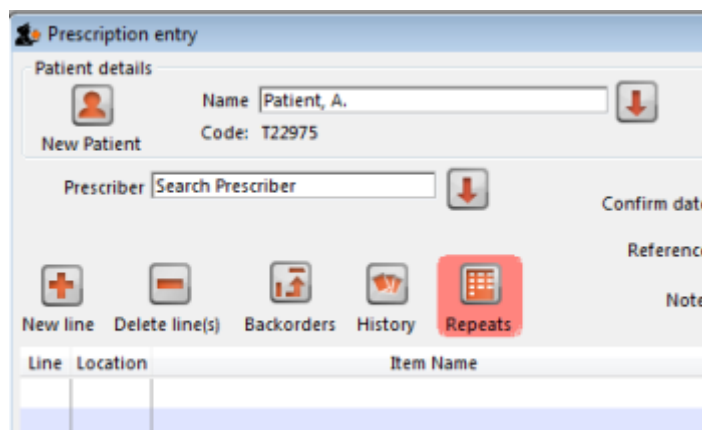 Prescription entry
Patient details
Name Patient, A.
New Patient Code: T22975
Prescriber Search Prescriber
Confirm date
Reference
Note
New line Delete line(s) Backorders History Repeats
Line Location Item Name